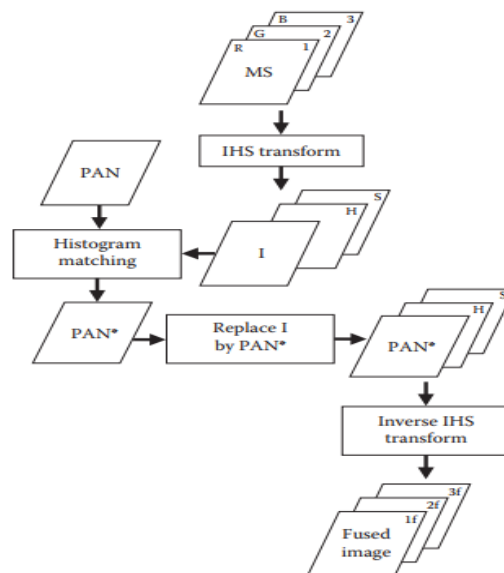 B 3
G 2
R 1
MS
IHS transform
PAN
S
H
I
Histogram
matching
PAN*
Replace I
by PAN*
S
H
PAN*
Inverse IHS
transform
3f
2f
1f
Fused
image